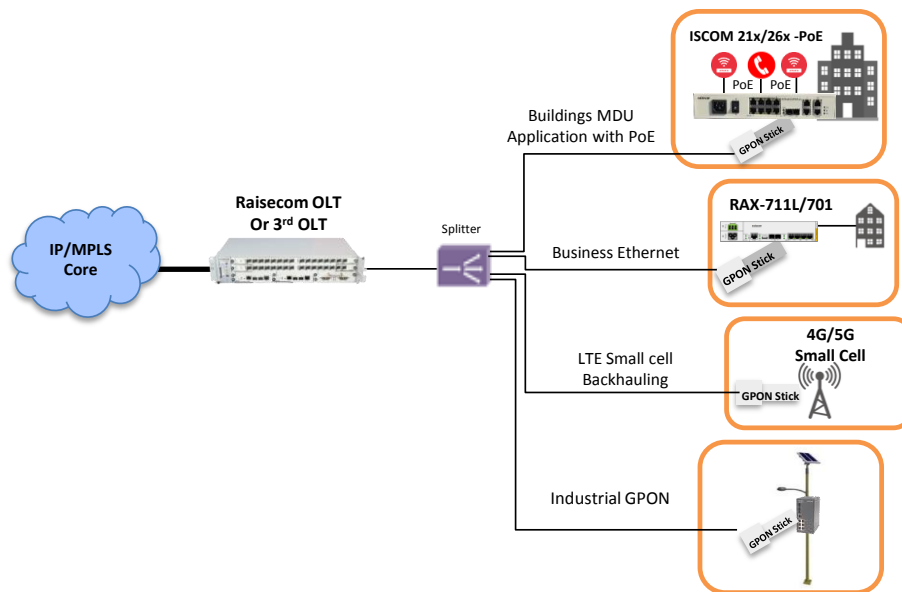 ISCOM 21x/26x -PoE
PoE
PoE
GPON Stick
Buildings MDU
Application with PoE
Raisecom OLT
Or 3rd OLT
Splitter
IP/MPLS
Core
RAX-711L/701
Business Ethernet
GPON Stick
4G/5G
Small Cell
LTE Small cell
Backhauling
GPON Stick
Industrial GPON
GPON Stick